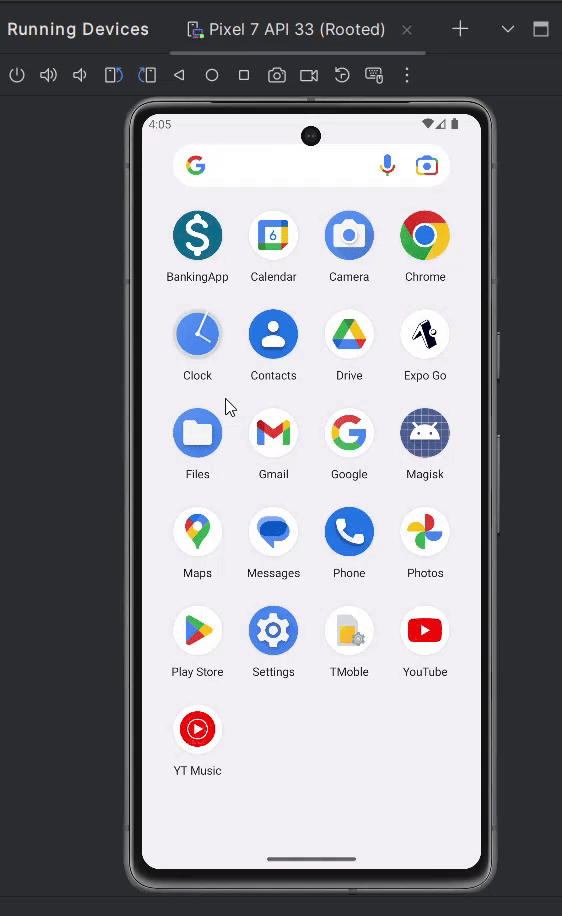 Running Devices Pixel 7 API 33 (Rooted)
4:05
BankingApp Calendar Camera Chrome
6
Clock Contacts Drive Expo Go
Files Gmail Google Magisk
Maps Messages Phone Photos
Play Store Settings TMoble YouTube
YT Music